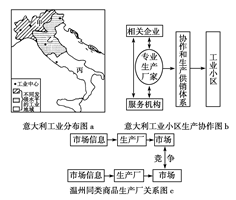 工业中心
丙
相关企业
专业
生产
厂家
服务机构
协作和生产供销体系
工业小区
意大利工业分布图 a
意大利工业小区生产协作图 b
市场信息 生产厂 市场
竞 争
市场信息 生产厂 市场
温州同类商品生产厂关系图 c